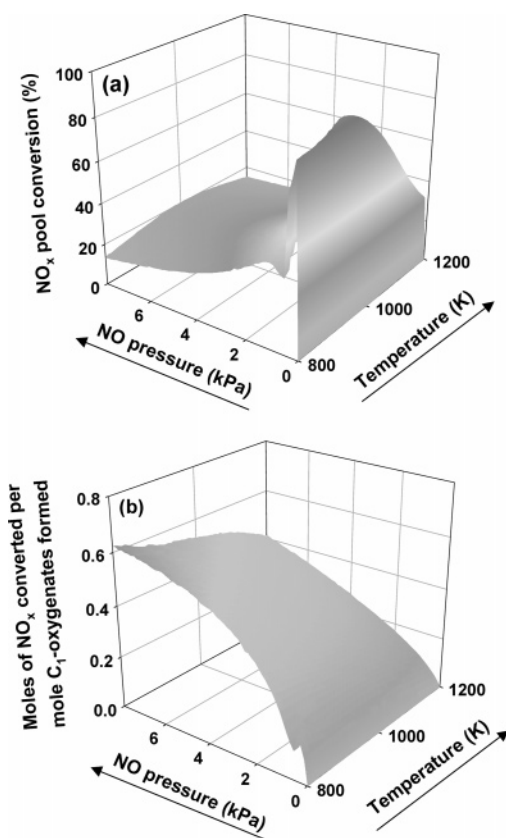 (a)
NOx pool conversion (%)
100
80
60
40
20
0
6
4
2
0
NO pressure (kPa)
800
1000
1200
Temperature (K)
(b)
Moles of NOx converted per
mole C1-oxygenates formed
0.8
0.6
0.4
0.2
0.0
6
4
2
0
NO pressure (kPa)
800
1000
1200
Temperature (K)